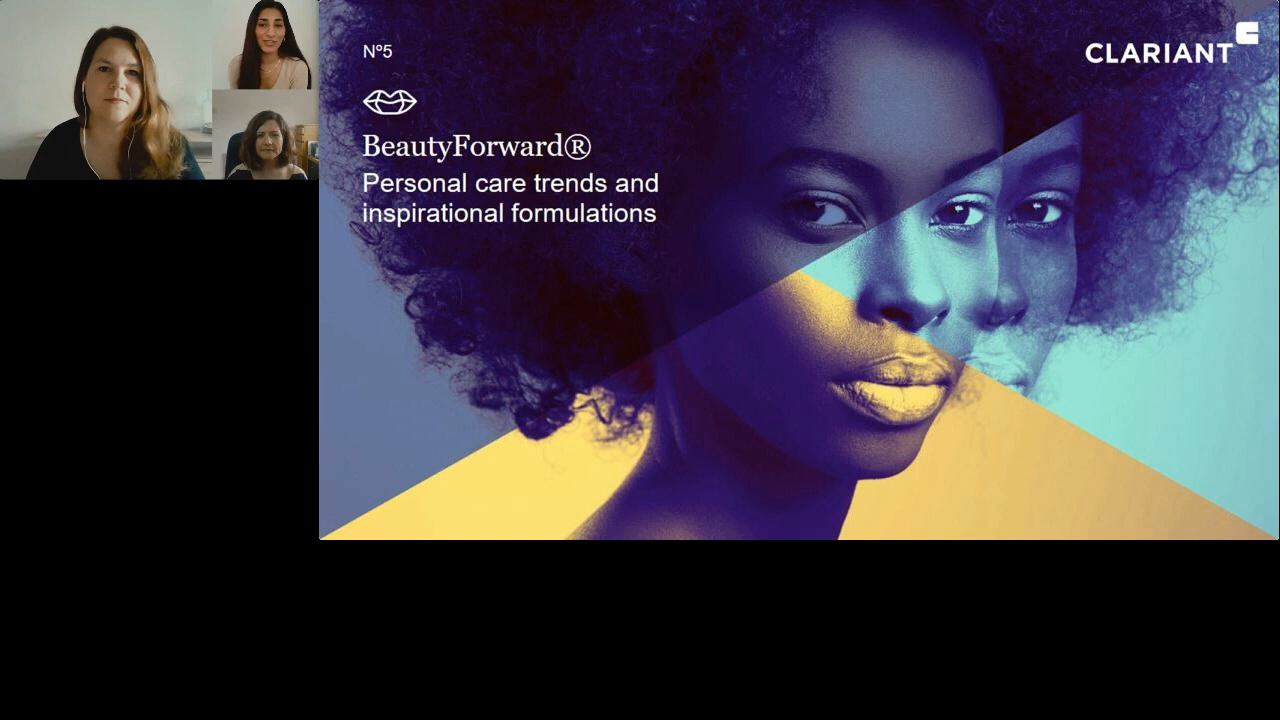 Nº5
CLARIANT
BeautyForward®
Personal care trends and
inspirational formulations